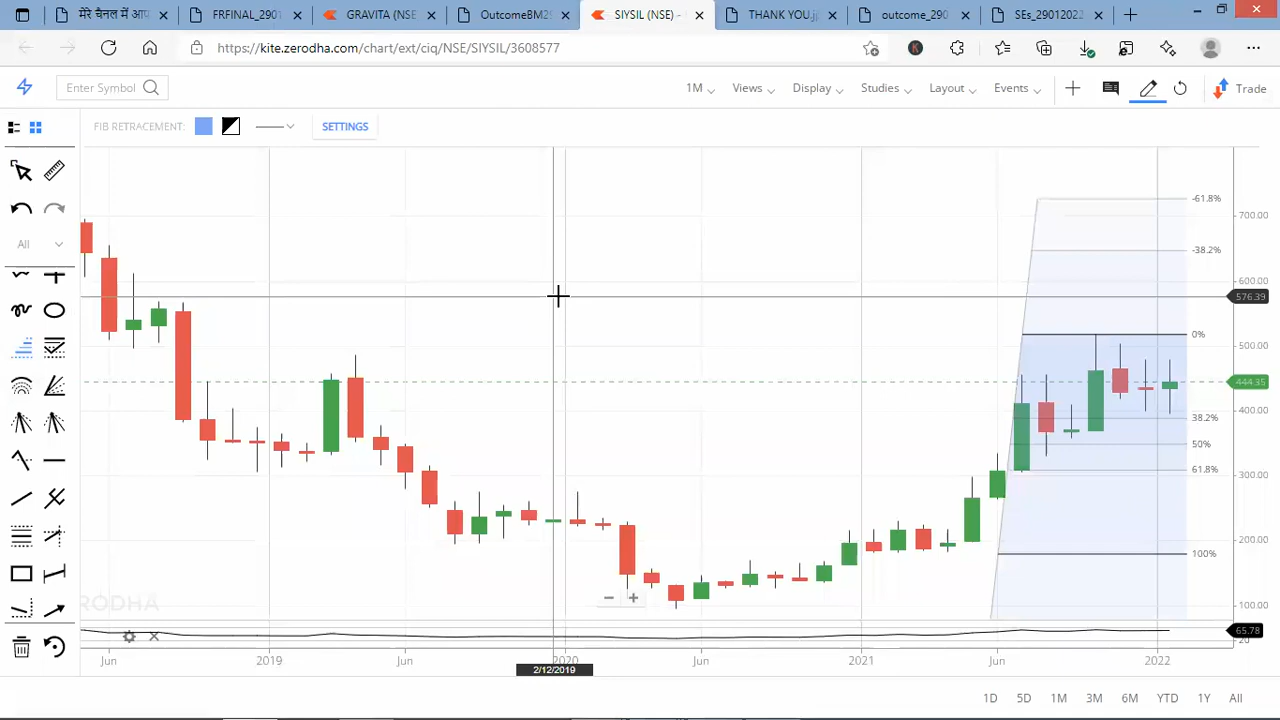 मेरे चैनल में आप
FRFINAL_2901
GRAVITA (NSE
OutcomeBM29
SIYSIL (NSE) -
THANK YOU.jp
outcome_290
SEs_29012022
https://kite.zerodha.com/chart/ext/ciq/NSE/SIYSIL/3608577
K
Enter Symbol
1M
Views
Display
Studies
Layout
Events
Trade
FIB RETRACEMENT:
SETTINGS
All
-61.8%
-38.2%
0%
38.2%
50%
61.8%
100%
700.00
600.00
576.39
500.00
444.35
400.00
300.00
200.00
100.00
65.78
20
ERODHA
Jun
2019
Jun
2020
Jun
2021
Jun
2022
2/12/2019
1D
5D
1M
3M
6M
YTD
1Y
All